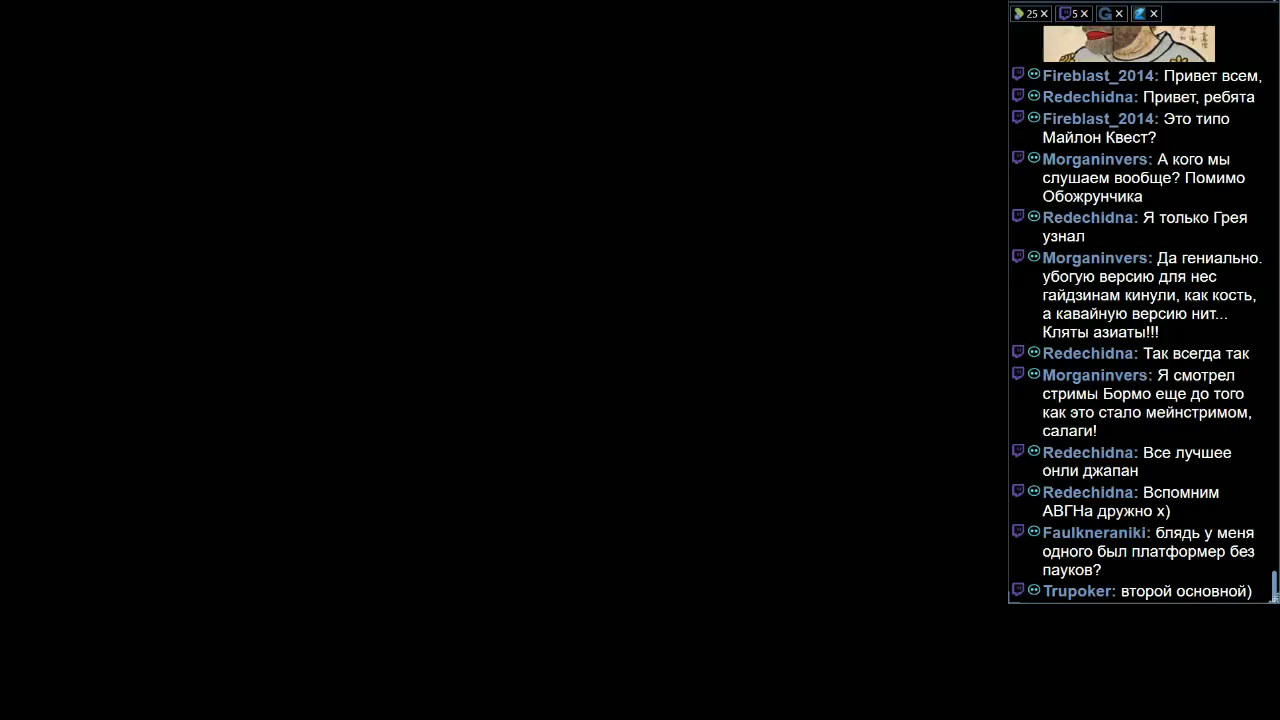 25 × 5 × × ×
Fireblast_2014: Привет всем,
Redechidna: Привет, ребята
Fireblast_2014: Это типо
Майлон Квест?
Morganinvers: А кого мы
слушаем вообще? Помимо
Обожрунчика
Redechidna: Я только Грея
узнал
Morganinvers: Да гениально.
убогую версию для нес
гайдзинам кинули, как кость,
а кавайную версию нит...
Кляты азиаты!!!
Redechidna: Так всегда так
Morganinvers: Я смотрел
стримы Бормо еще до того
как это стало мейнстримом,
салаги!
Redechidna: Все лучшее
онли джапан
Redechidna: Вспомним
АВГНа дружно х)
Faulkneraniki: блядь у меня
одного был платформер без
пауков?
Trupoker: второй основной)